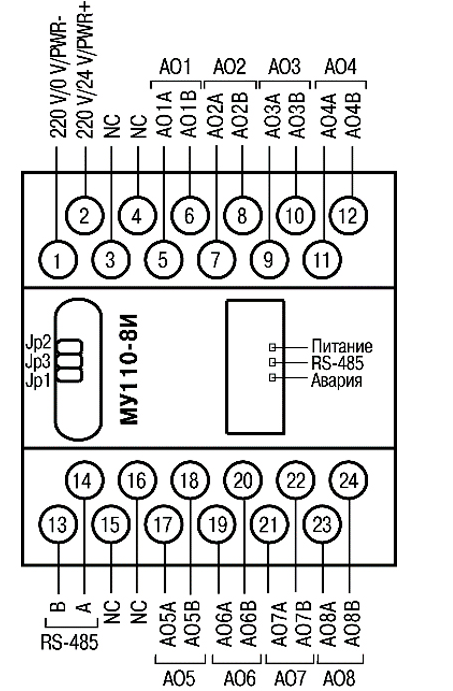 AO1 AO2 AO3 AO4
220 V/0 V/PWR-
220 V/24 V/PWR+
NC
NC
AO1A
AO1B
AO2A
AO2B
AO3A
AO3B
AO4A
AO4B
2 4 6 8 10 12
1 3 5 7 9 11
Jp2
Jp3
Jp1
МУ110-8И
Питание
RS-485
Авария
14 16 18 20 22 24
13 15 17 19 21 23
B
A
NC
NC
AO5A
AO5B
AO6A
AO6B
AO7A
AO7B
AO8A
AO8B
RS-485
AO5 AO6 AO7 AO8